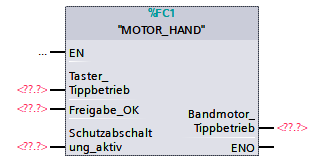 %FC1
"MOTOR_HAND"
... EN
Taster_
<??.?> Tippbetrieb
<??.?> Freigabe_OK
Bandmotor_
Tippbetrieb <??.?>
Schutzabschalt
<??.?> ung_aktiv
ENO